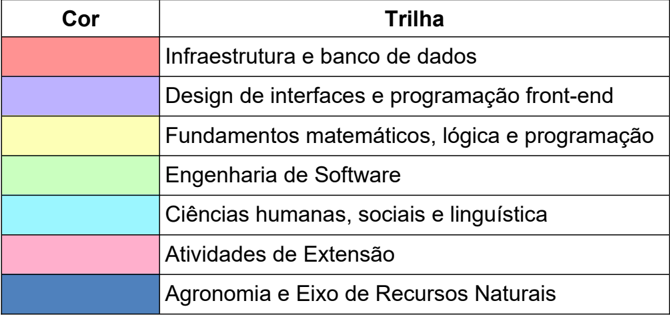 Cor Trilha
Infraestrutura e banco de dados
Design de interfaces e programação front-end
Fundamentos matemáticos, lógica e programação
Engenharia de Software
Ciências humanas, sociais e linguística
Atividades de Extensão
Agronomia e Eixo de Recursos Naturais